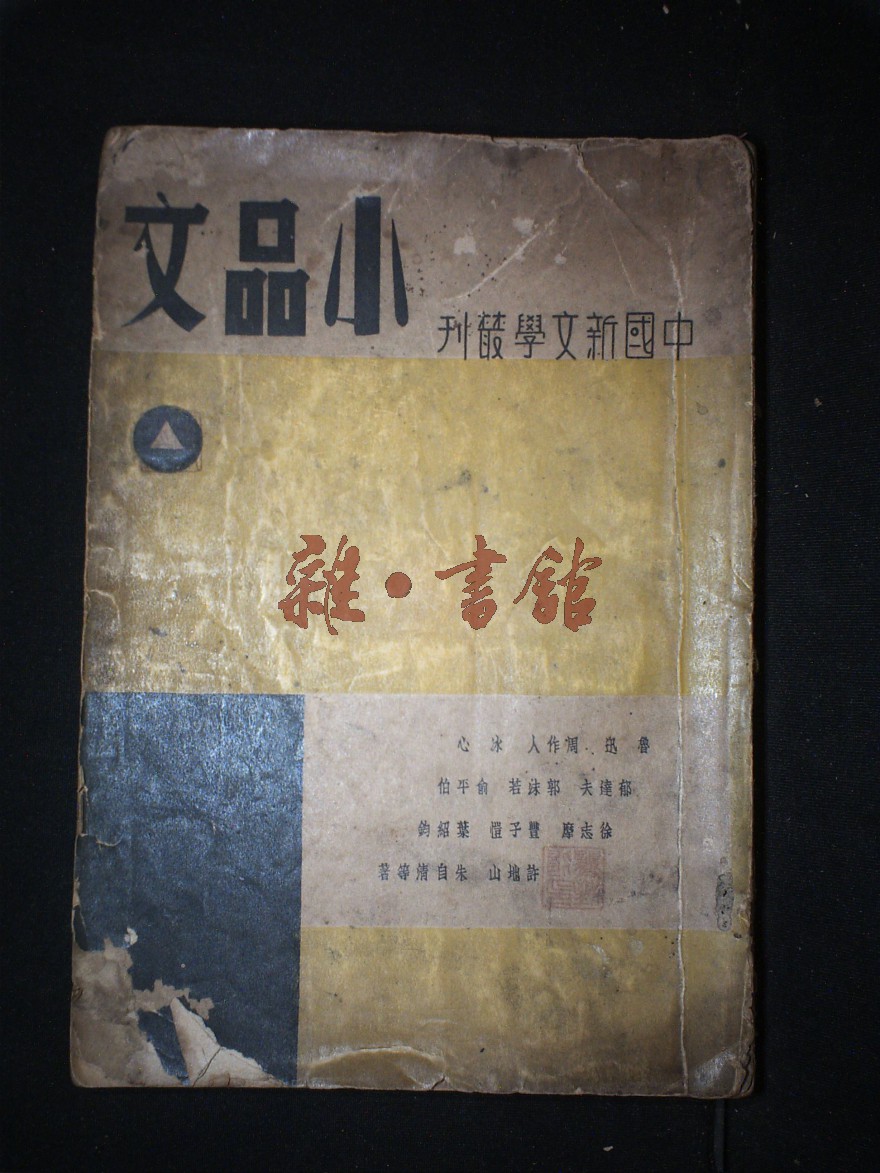 小品文
中國新文學叢刊
雜·書館
魯迅 周作人 冰心
郁達夫 郭沫若 俞平伯
徐志摩 豐子愷 葉紹鈞
許地山 朱自清等著